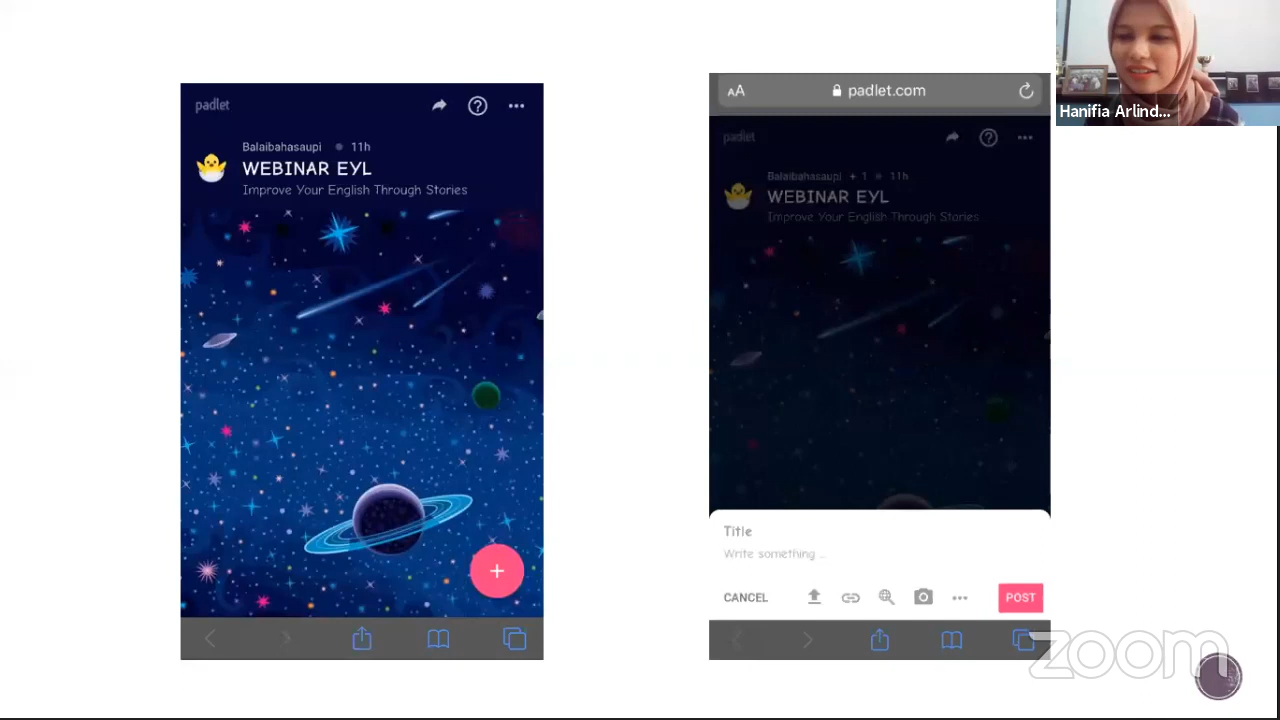 padlet
Balaibahasaupi 11h
WEBINAR EYL
Improve Your English Through Stories
+
AA padlet.com
padlet
Balaibahasaupi + 1 11h
WEBINAR EYL
Improve Your English Through Stories
Title
Write something ...
CANCEL
POST
Hanifia Arlind...
zoom